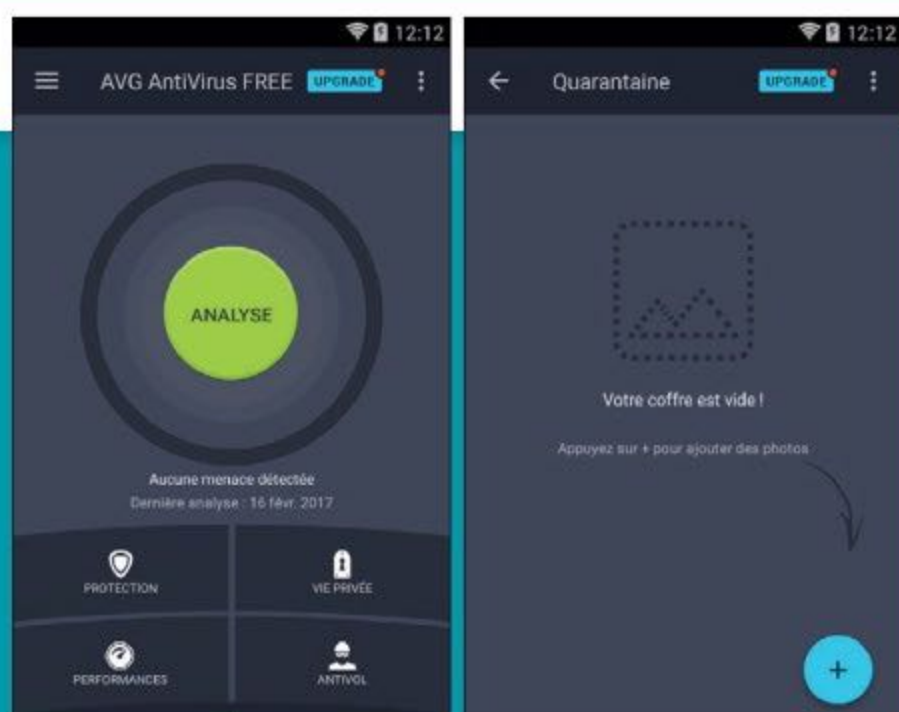 12:12
AVG AntiVirus FREE UPGRADE
ANALYSE
Aucune menace détectée
Dernière analyse : 16 févr. 2017
PROTECTION
VIE PRIVÉE
PERFORMANCES
ANTIVOL
12:12
Quarantaine UPGRADE
Votre coffre est vide !
Appuyez sur + pour ajouter des photos
+